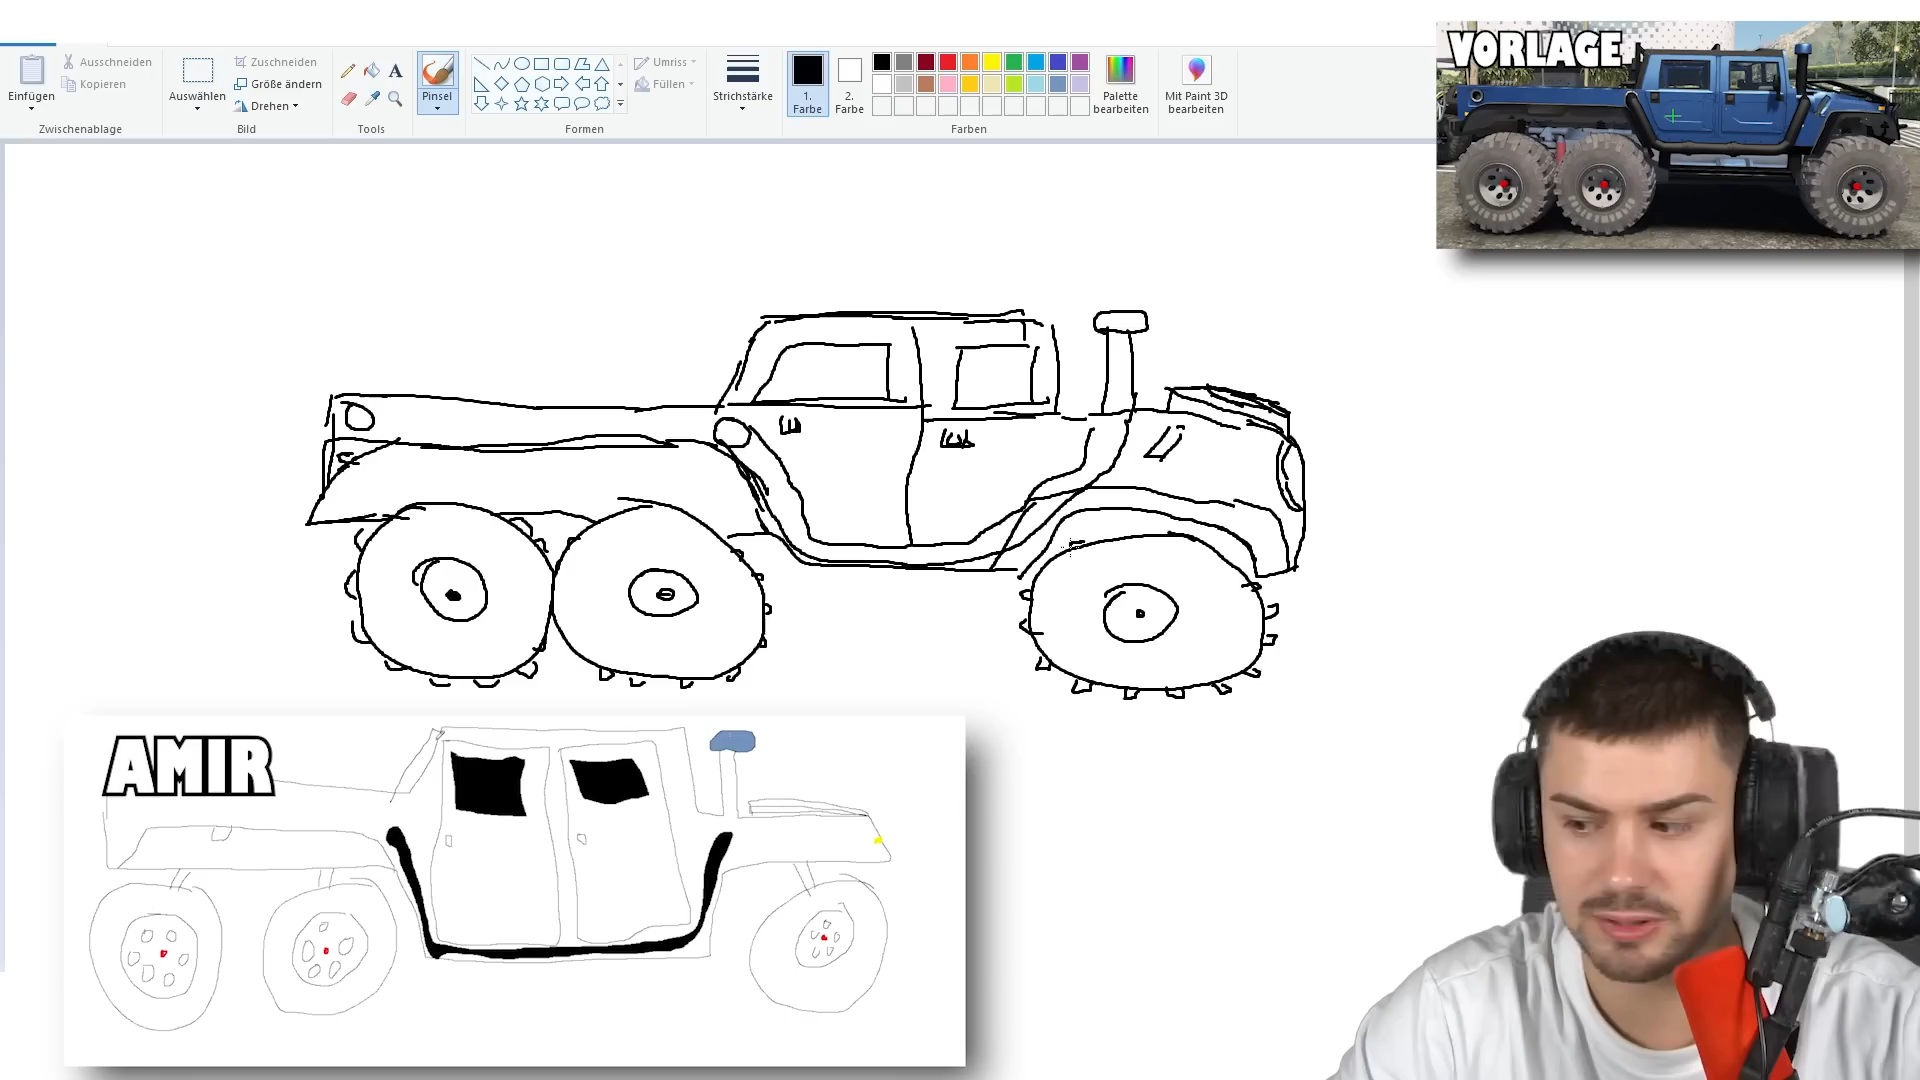 VORLAGE
Ausschneiden
Kopieren
Einfügen
Zwischenablage
Auswählen
Zuschneiden
Größe ändern
Drehen
Bild
Tools
A
Pinsel
Formen
Umriss
Füllen
Strichstärke
1.
Farbe
2.
Farbe
Palette
bearbeiten
Farben
Mit Paint 3D
bearbeiten
AMIR